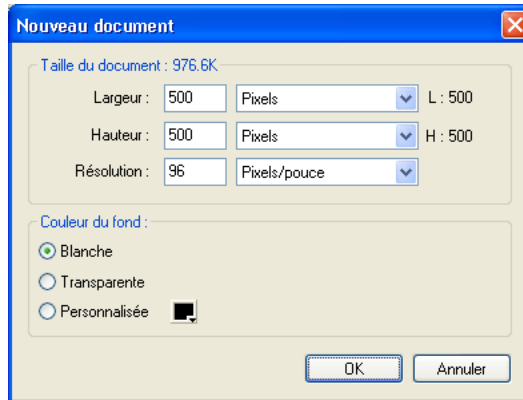 Nouveau document
Taille du document : 976.6K
Largeur : 500 Pixels L : 500
Hauteur : 500 Pixels H : 500
Résolution : 96 Pixels/pouce
Couleur du fond :
Blanche
Transparente
Personnalisée
OK Annuler